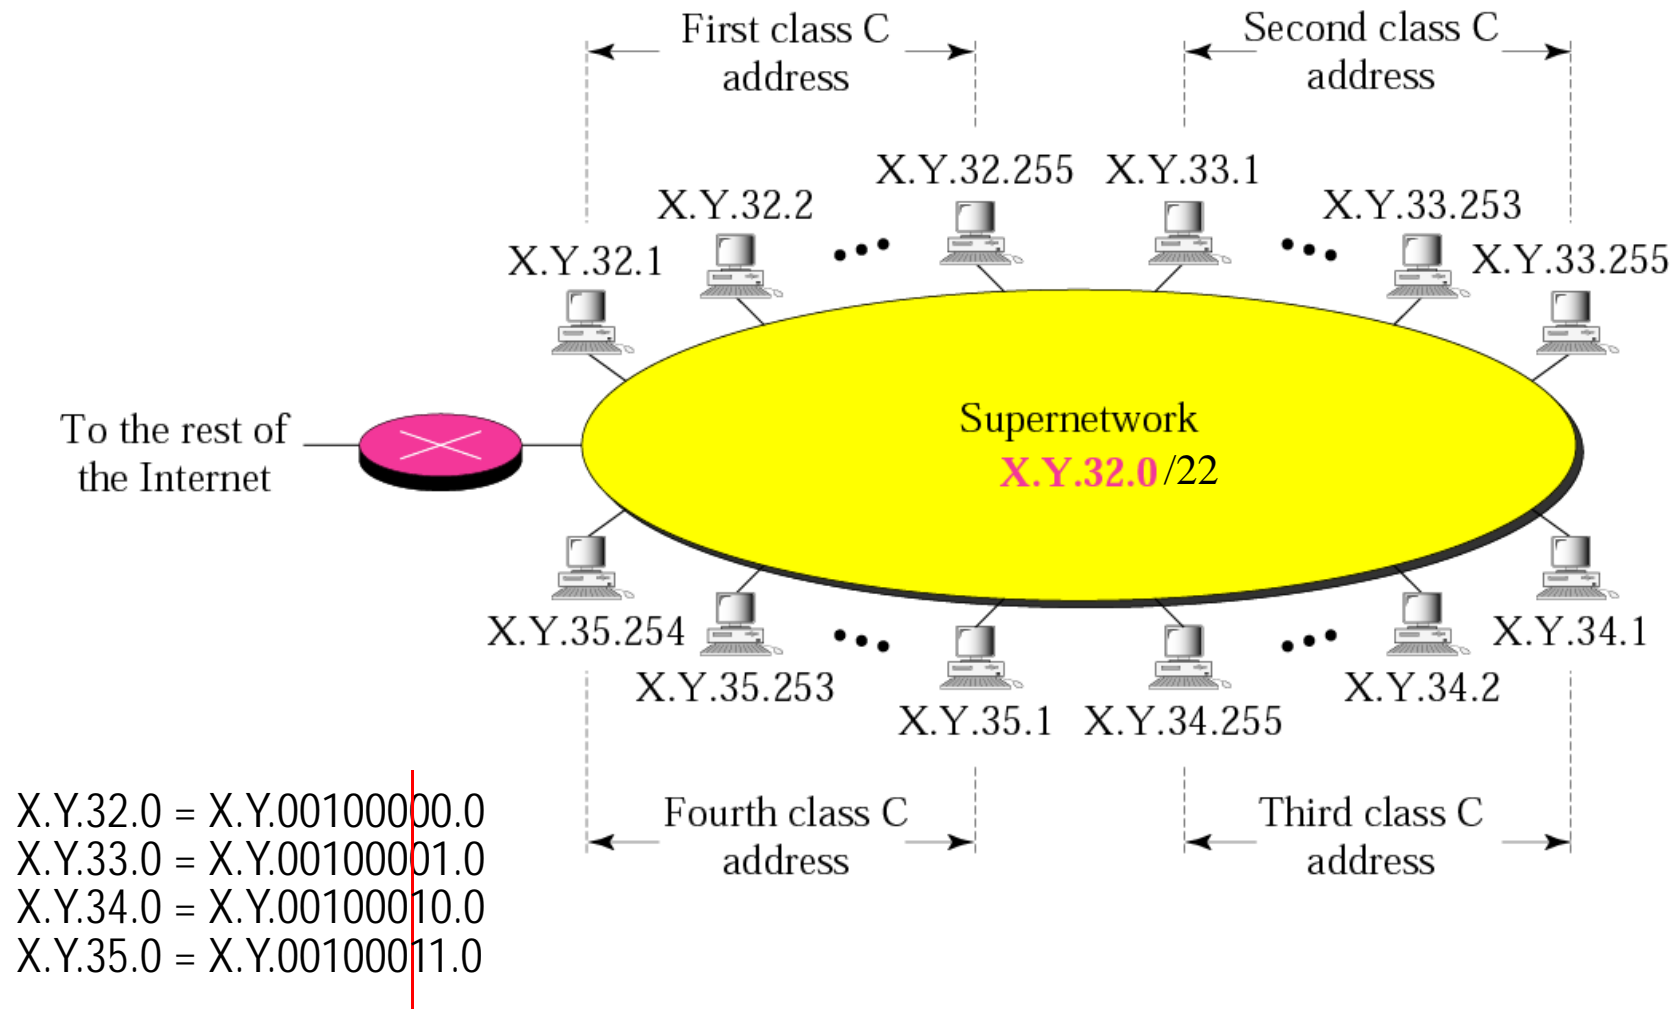 First class C
address
Second class C
address
X.Y.32.255
X.Y.33.1
X.Y.32.2
X.Y.33.253
X.Y.32.1
X.Y.33.255
To the rest of
the Internet
Supernetwork
X.Y.32.0 /22
X.Y.35.254
X.Y.34.1
X.Y.35.253
X.Y.34.2
X.Y.35.1
X.Y.34.255
Fourth class C
address
Third class C
address
X.Y.32.0 = X.Y.00100000.0
X.Y.33.0 = X.Y.00100001.0
X.Y.34.0 = X.Y.00100010.0
X.Y.35.0 = X.Y.00100011.0